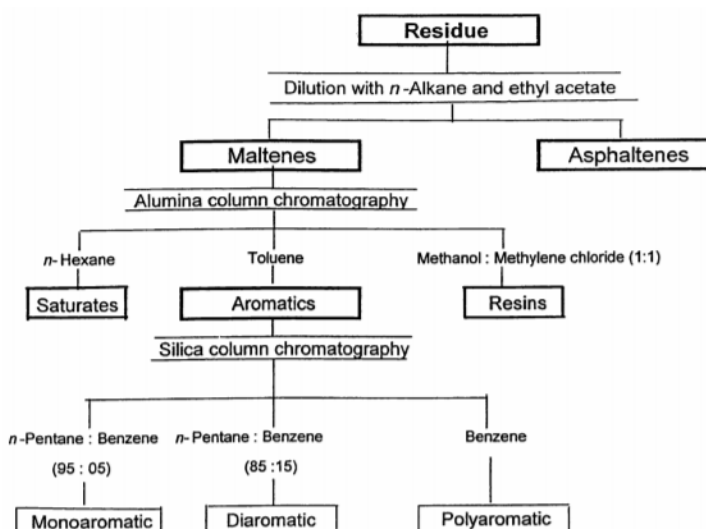 Residue
Dilution with n-Alkane and ethyl acetate
Maltenes
Asphaltenes
Alumina column chromatography
n-Hexane
Toluene
Methanol : Methylene chloride (1:1)
Saturates
Aromatics
Resins
Silica column chromatography
n-Pentane : Benzene
n-Pentane : Benzene
Benzene
(95 : 05)
(85 :15)
Monoaromatic
Diaromatic
Polyaromatic